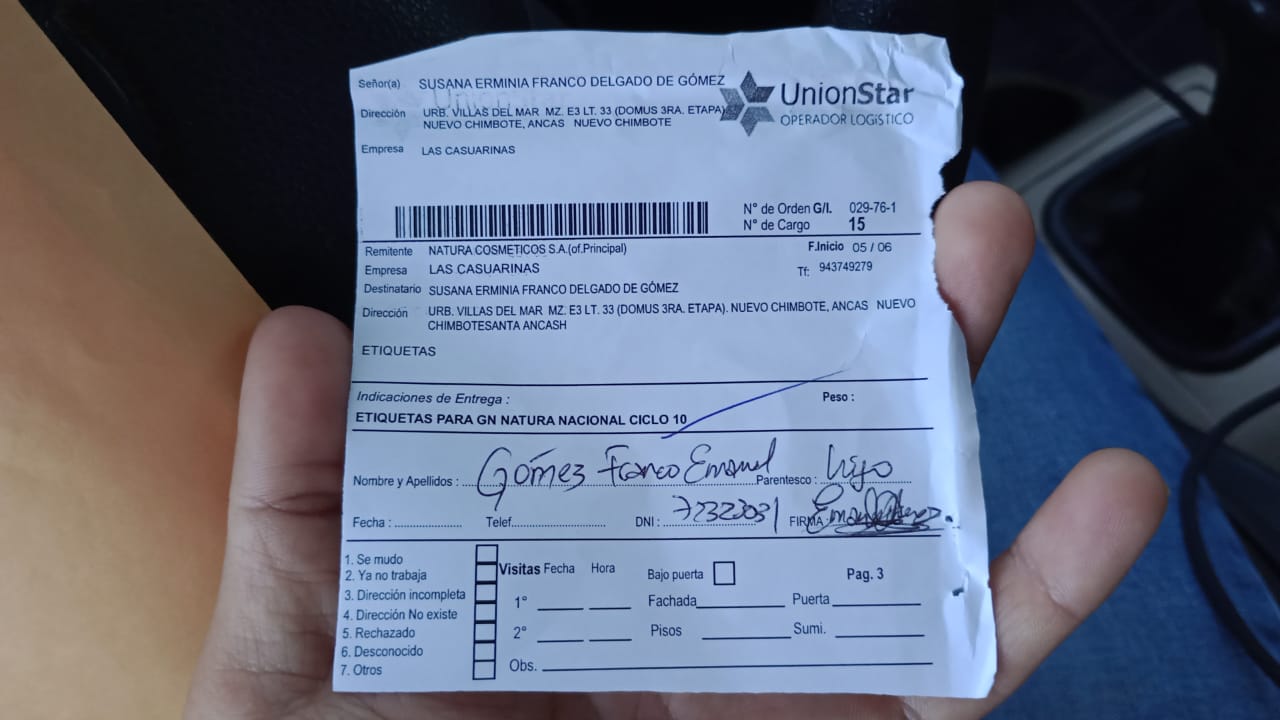 Señor(a) SUSANA ERMINIA FRANCO DELGADO DE GÓMEZ
UnionStar
OPERADOR LOGíSTICO
Dirección URB. VILLAS DEL MAR MZ. E3 LT. 33 (DOMUS 3RA. ETAPA)
NUEVO CHIMBOTE, ANCAS NUEVO CHIMBOTE
Empresa LAS CASUARINAS
N° de Orden G/I. 029-76-1
N° de Cargo 15
Remitente NATURA COSMETICOS S.A.(of.Principal) F.Inicio 05 / 06
Empresa LAS CASUARINAS Tf: 943749279
Destinatario SUSANA ERMINIA FRANCO DELGADO DE GÓMEZ
Dirección URB. VILLAS DEL MAR MZ. E3 LT. 33 (DOMUS 3RA. ETAPA). NUEVO CHIMBOTE, ANCAS NUEVO
CHIMBOTESANTA ANCASH
ETIQUETAS
Indicaciones de Entrega : Peso :
ETIQUETAS PARA GN NATURA NACIONAL CICLO 10
Nombre y Apellidos : Gómez Franco Emanuel Parentesco : hijo
Fecha : Telef. DNI : FIRMA
1. Se mudo
2. Ya no trabaja
3. Dirección incompleta
4. Dirección No existe
5. Rechazado
6. Desconocido
7. Otros
Visitas Fecha Hora Bajo puerta Pag. 3
1° Fachada Puerta
2° Pisos Sumi.
Obs.